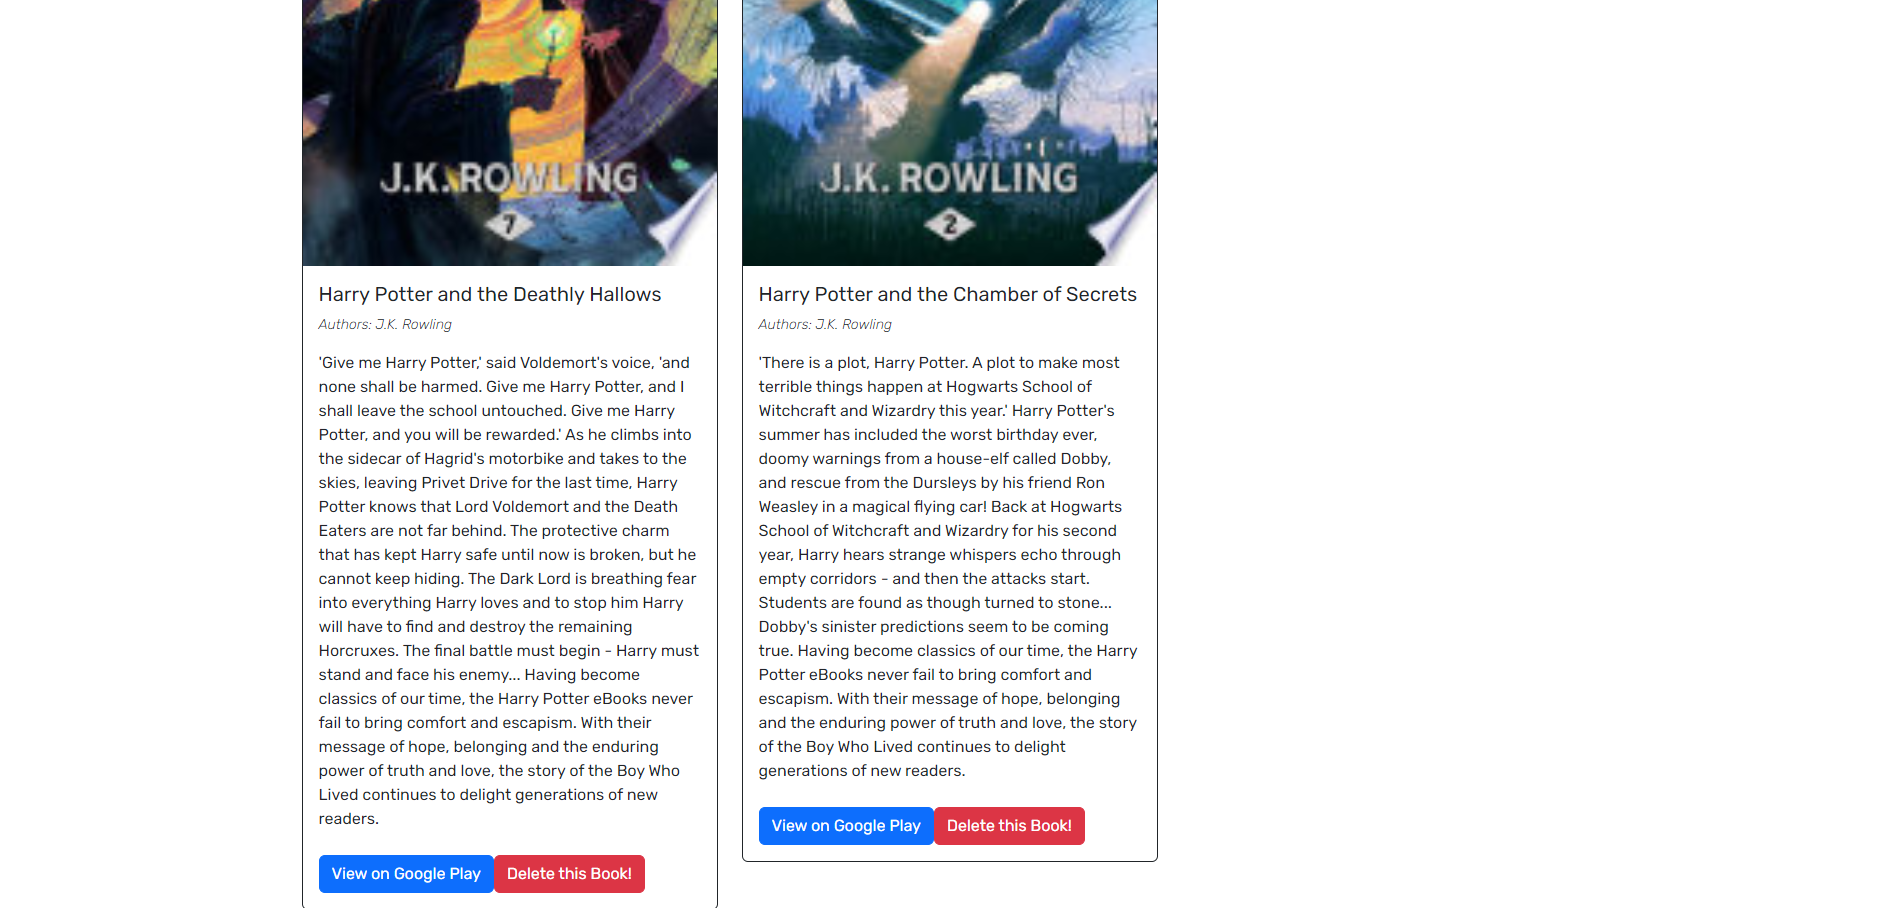 J.K. ROWLING
7
Harry Potter and the Deathly Hallows
Authors: J.K. Rowling
'Give me Harry Potter,' said Voldemort's voice, 'and
none shall be harmed. Give me Harry Potter, and I
shall leave the school untouched. Give me Harry
Potter, and you will be rewarded.' As he climbs into
the sidecar of Hagrid's motorbike and takes to the
skies, leaving Privet Drive for the last time, Harry
Potter knows that Lord Voldemort and the Death
Eaters are not far behind. The protective charm
that has kept Harry safe until now is broken, but he
cannot keep hiding. The Dark Lord is breathing fear
into everything Harry loves and to stop him Harry
will have to find and destroy the remaining
Horcruxes. The final battle must begin - Harry must
stand and face his enemy... Having become
classics of our time, the Harry Potter eBooks never
fail to bring comfort and escapism. With their
message of hope, belonging and the enduring
power of truth and love, the story of the Boy Who
Lived continues to delight generations of new
readers.
View on Google Play
Delete this Book!
J.K. ROWLING
2
Harry Potter and the Chamber of Secrets
Authors: J.K. Rowling
'There is a plot, Harry Potter. A plot to make most
terrible things happen at Hogwarts School of
Witchcraft and Wizardry this year.' Harry Potter's
summer has included the worst birthday ever,
doomy warnings from a house-elf called Dobby,
and rescue from the Dursleys by his friend Ron
Weasley in a magical flying car! Back at Hogwarts
School of Witchcraft and Wizardry for his second
year, Harry hears strange whispers echo through
empty corridors - and then the attacks start.
Students are found as though turned to stone...
Dobby's sinister predictions seem to be coming
true. Having become classics of our time, the Harry
Potter eBooks never fail to bring comfort and
escapism. With their message of hope, belonging
and the enduring power of truth and love, the story
of the Boy Who Lived continues to delight
generations of new readers.
View on Google Play
Delete this Book!